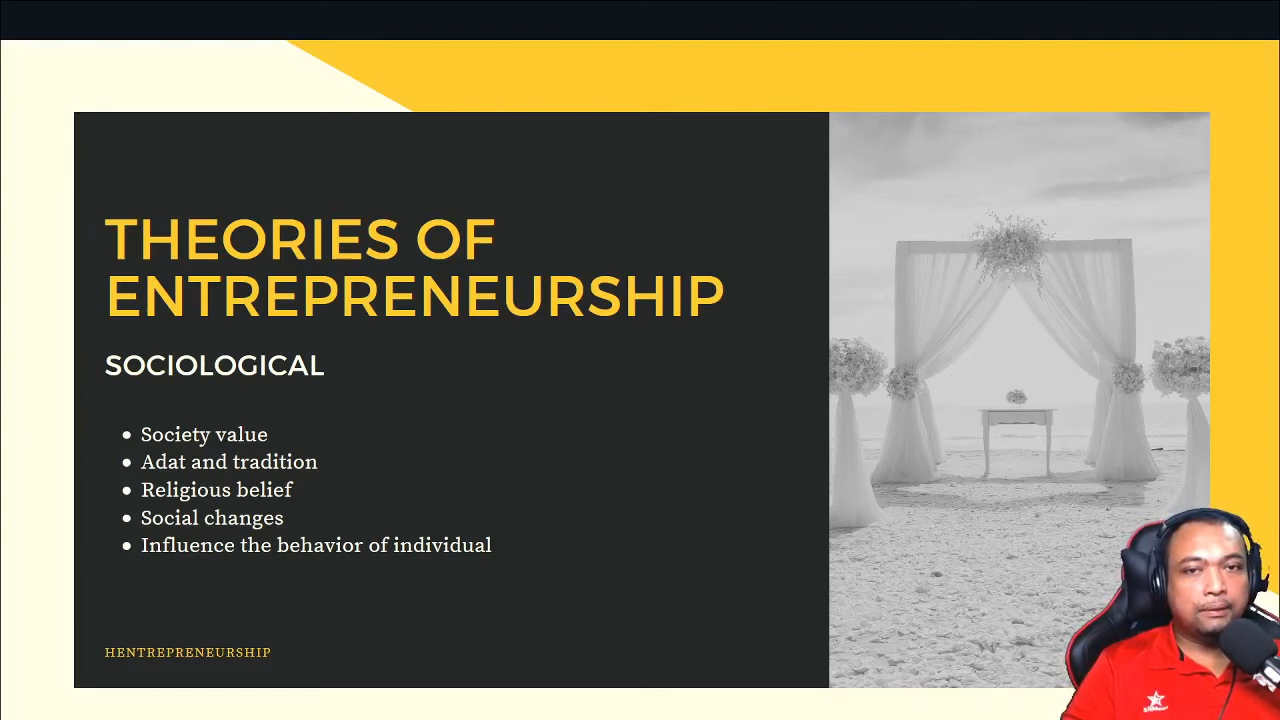 THEORIES OF
ENTREPRENEURSHIP
SOCIOLOGICAL
• Society value
• Adat and tradition
• Religious belief
• Social changes
• Influence the behavior of individual
HENTREPRENEURSHIP